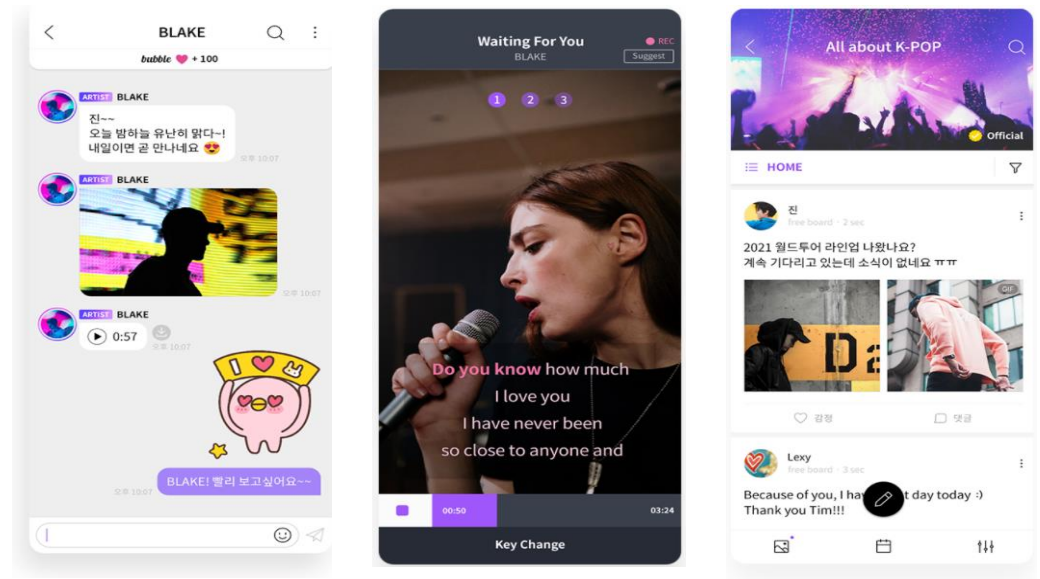 BLAKE
bubble ❤ + 100
ARTIST BLAKE
진~~
오늘 밤하늘 유난히 맑다~!
내일이면 곧 만나네요 😍
오후 10:07
ARTIST BLAKE
오후 10:07
ARTIST BLAKE
0:57
오후 10:07
I ❤
BLAKE! 빨리 보고싶어요~~
오후 10:07
Waiting For You
REC
BLAKE
Suggest
1 2 3
Do you know how much
I love you
I have never been
so close to anyone and
00:50
03:24
Key Change
All about K-POP
Official
HOME
진
free board · 2 sec
2021 월드투어 라인업 나왔나요?
계속 기다리고 있는데 소식이 없네요 ㅠㅠ
GIF
감정
댓글
Lexy
free board · 3 sec
Because of you, I ha t day today :)
Thank you Tim!!!